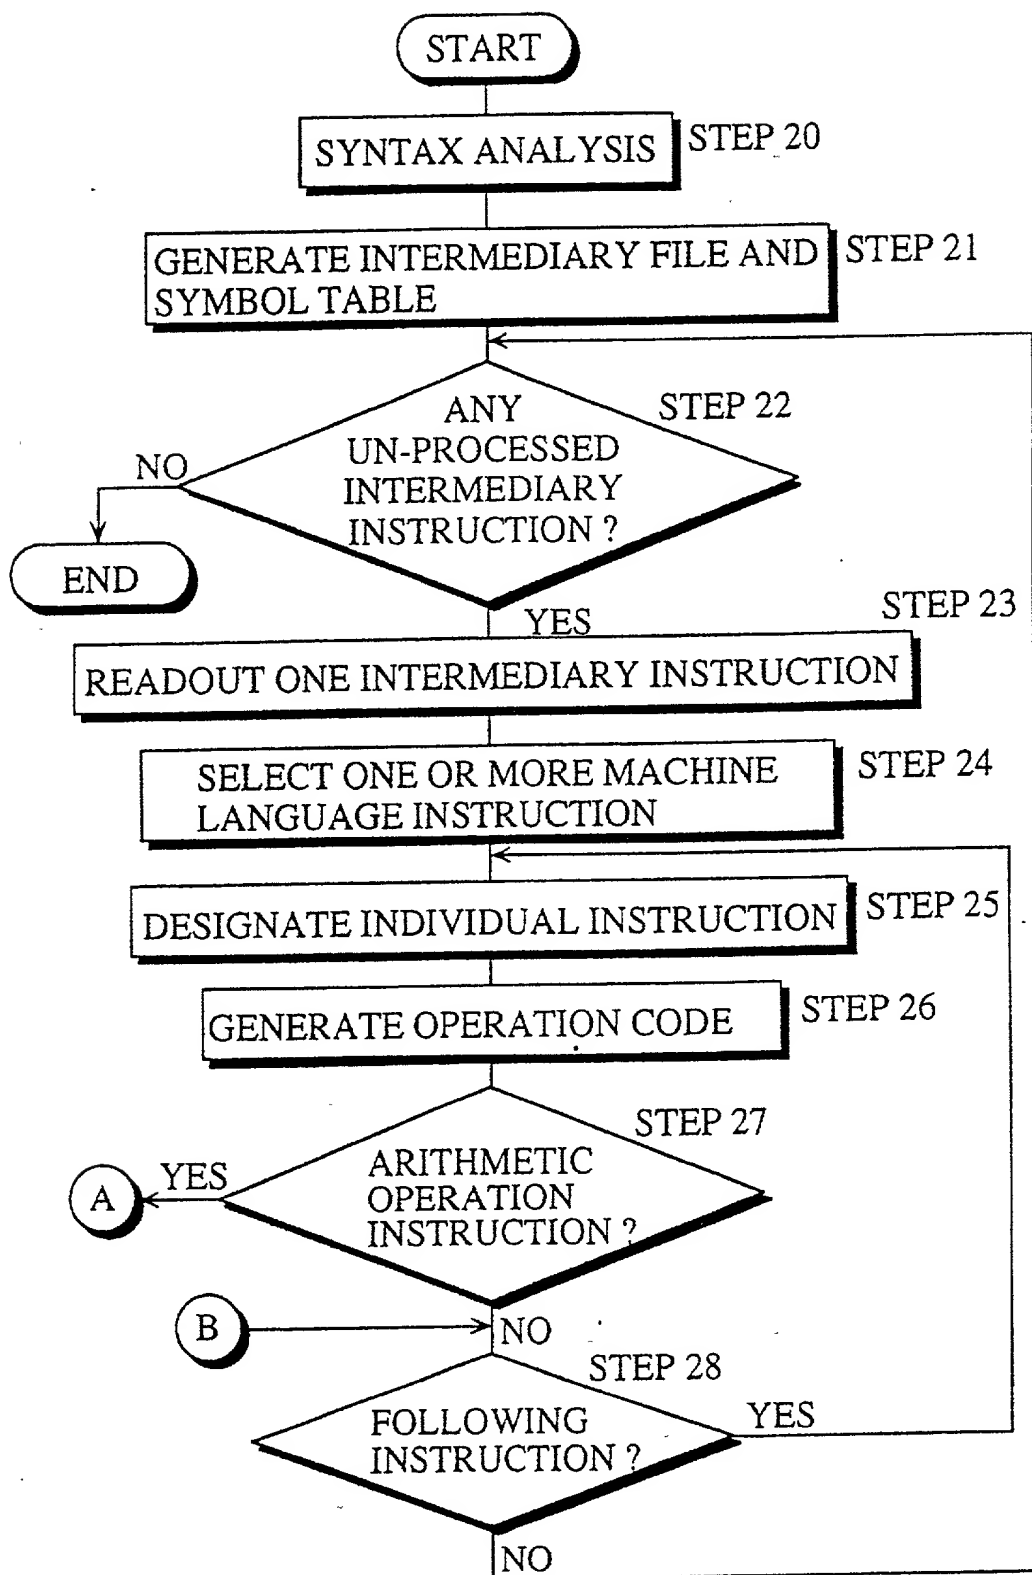 START
SYNTAX ANALYSIS
STEP 20
GENERATE INTERMEDIARY FILE AND
SYMBOL TABLE
STEP 21
ANY
UN-PROCESSED
INTERMEDIARY
INSTRUCTION ?
STEP 22
NO
END
YES
STEP 23
READOUT ONE INTERMEDIARY INSTRUCTION
SELECT ONE OR MORE MACHINE
LANGUAGE INSTRUCTION
STEP 24
DESIGNATE INDIVIDUAL INSTRUCTION
STEP 25
GENERATE OPERATION CODE
STEP 26
STEP 27
ARITHMETIC
OPERATION
INSTRUCTION ?
YES
A
B
NO
STEP 28
FOLLOWING
INSTRUCTION ?
YES
NO